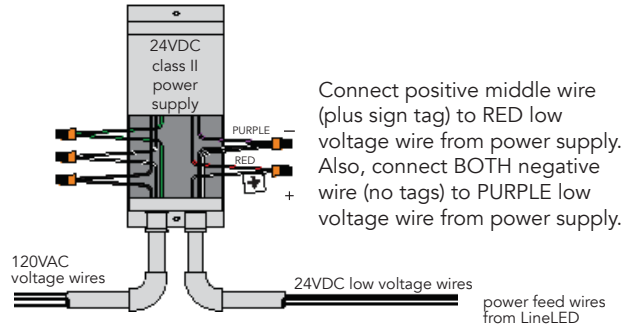 24VDC
class II
power
supply
PURPLE
–
RED
+
+
Connect positive middle wire
(plus sign tag) to RED low
voltage wire from power supply.
Also, connect BOTH negative
wire (no tags) to PURPLE low
voltage wire from power supply.
120VAC
voltage wires
24VDC low voltage wires
power feed wires
from LineLED